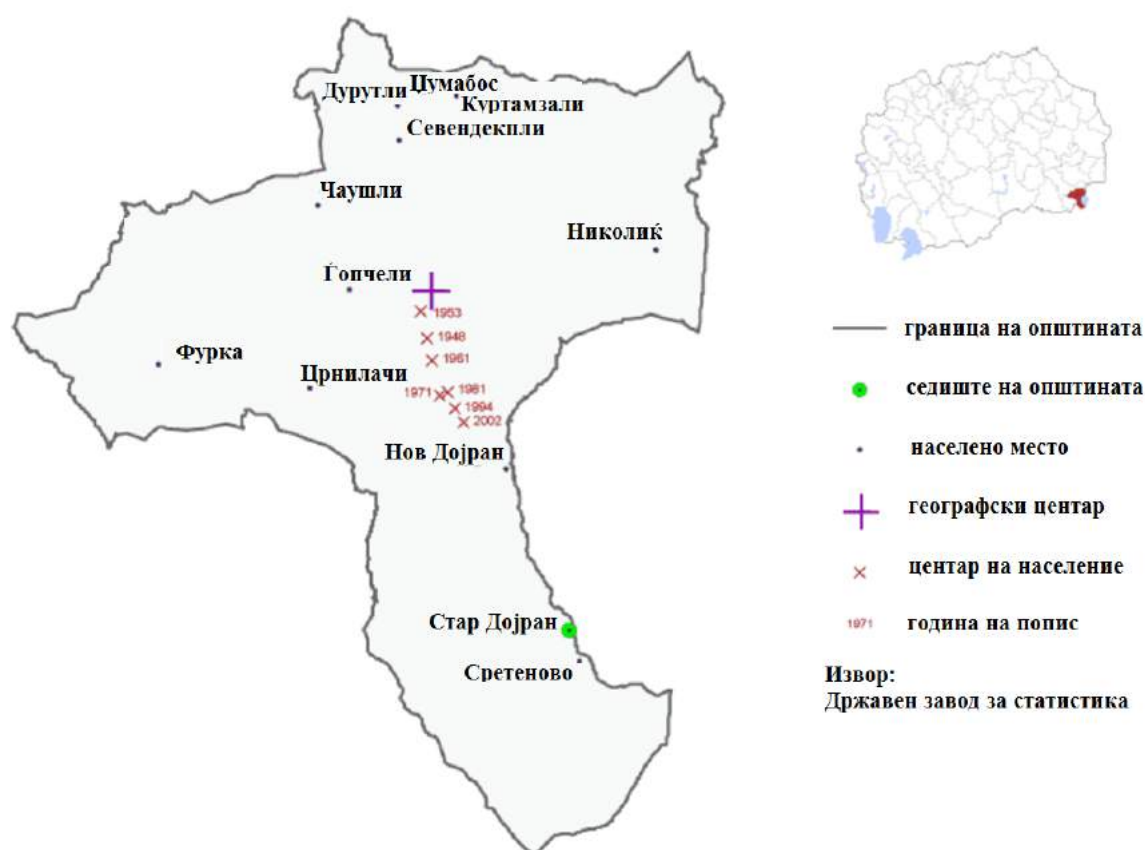 Џумабос
Дурутли
Куртамзали
Севендекпли
Чаушли
Николиќ
Ѓопчели
1953
1948
1961
Фурка
Црнилачи
1981
1971
1994
2002
Нов Дојран
Стар Дојран
Сретеново
граница на општината
седиште на општината
населено место
географски центар
центар на население
1971 година на попис
Извор:
Државен завод за статистика